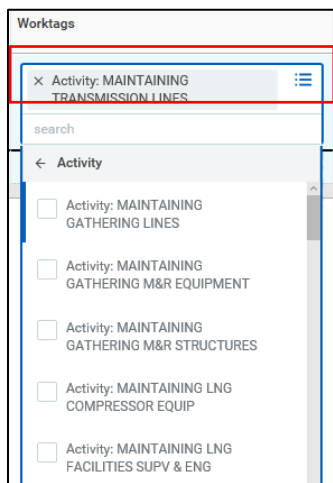 Worktags
× Activity: MAINTAINING
TRANSMISSION LINES
search
← Activity
Activity: MAINTAINING
GATHERING LINES
Activity: MAINTAINING
GATHERING M&R EQUIPMENT
Activity: MAINTAINING
GATHERING M&R STRUCTURES
Activity: MAINTAINING LNG
COMPRESSOR EQUIP
Activity: MAINTAINING LNG
FACILITIES SUPV & ENG